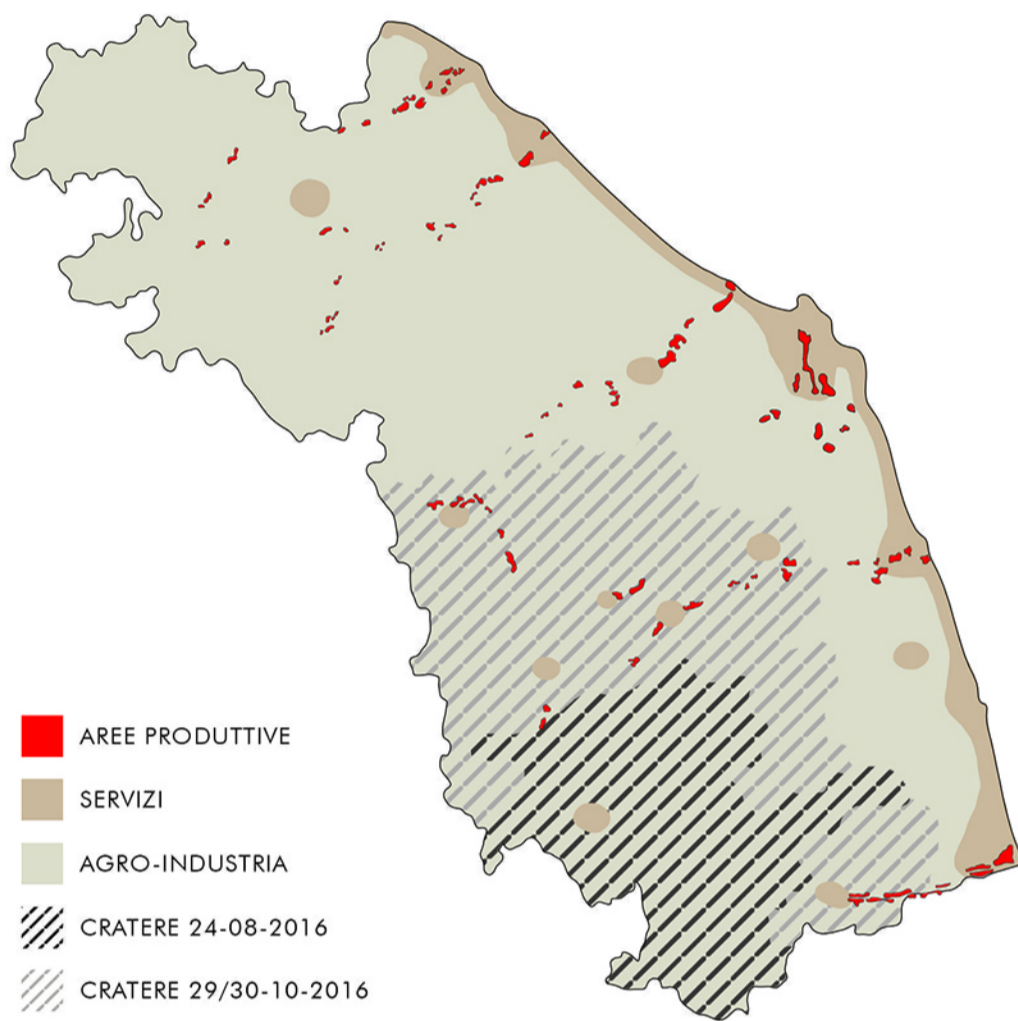 AREE PRODUTTIVE
SERVIZI
AGRO-INDUSTRIA
CRATERE 24-08-2016
CRATERE 29/30-10-2016